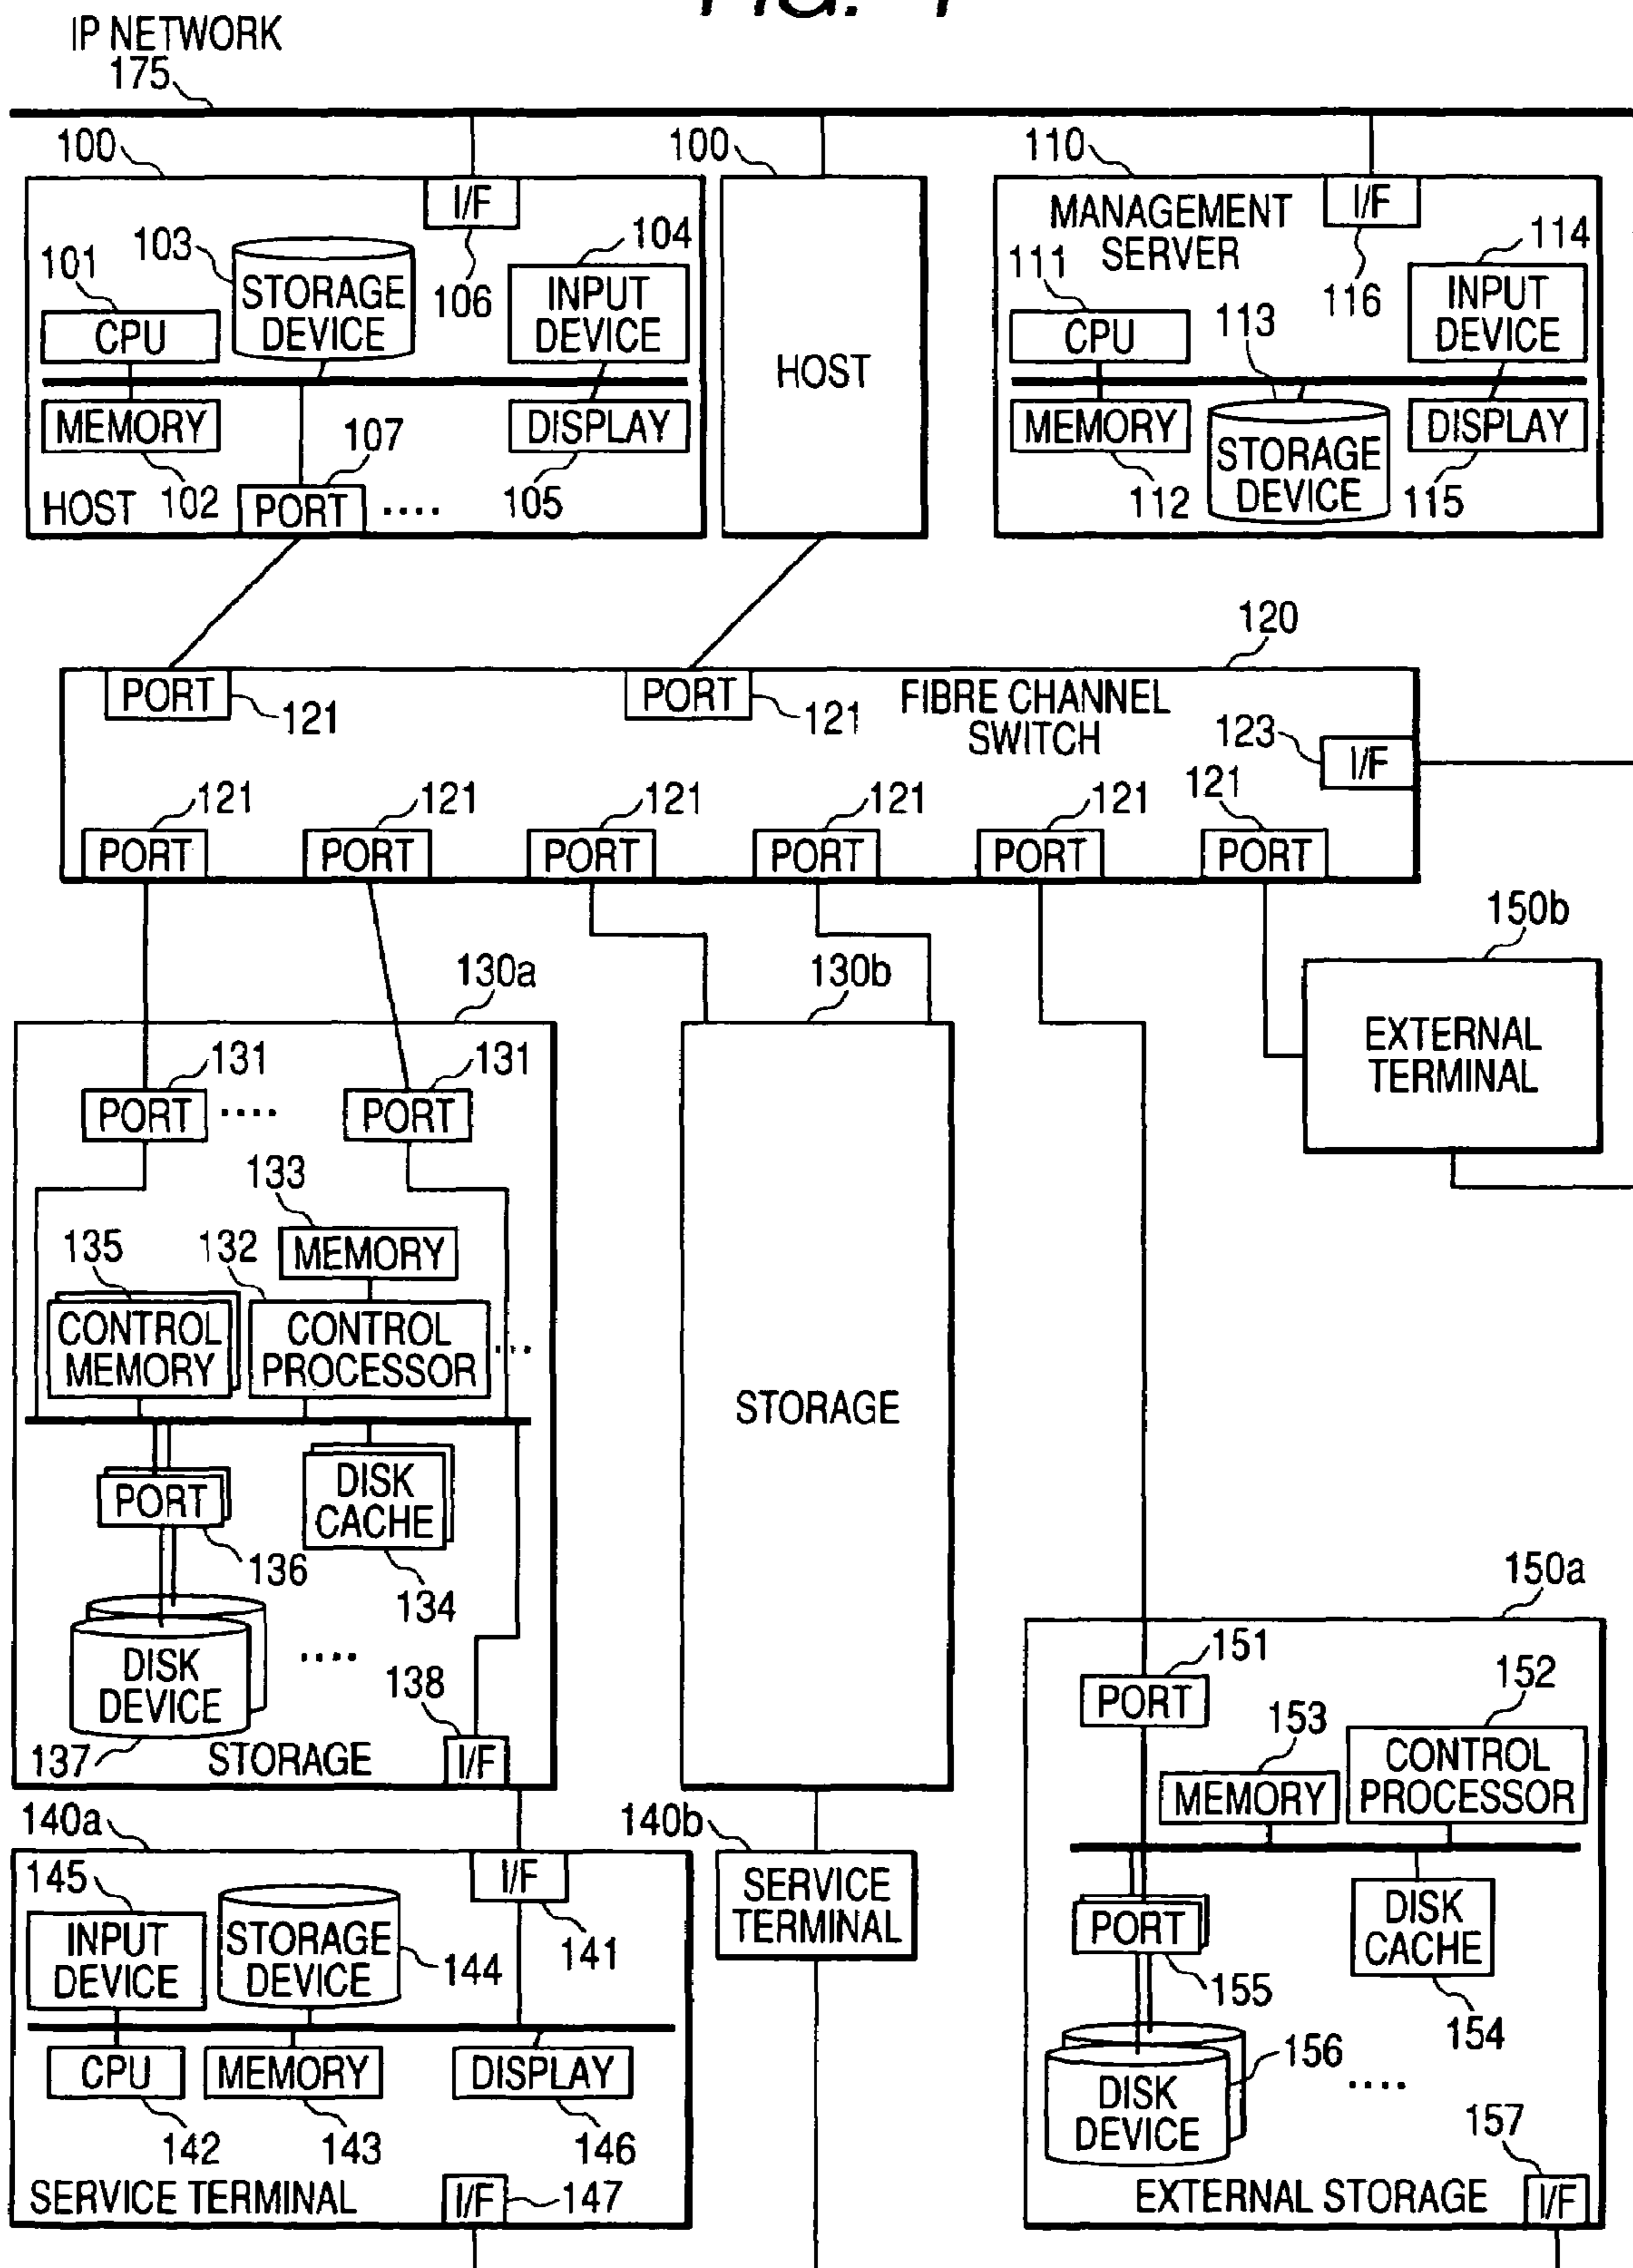 FIG. 1
IP NETWORK
175
100
100
110
I/F
106
103
STORAGE
DEVICE
104
INPUT
DEVICE
101
CPU
MEMORY
102
107
PORT
....
DISPLAY
105
HOST
HOST
MANAGEMENT
SERVER
I/F
116
114
INPUT
DEVICE
111
CPU
113
MEMORY
112
STORAGE
DEVICE
DISPLAY
115
120
PORT
121
PORT
121
FIBRE CHANNEL
SWITCH
123
I/F
121
121
121
121
121
121
PORT
PORT
PORT
PORT
PORT
PORT
150b
EXTERNAL
TERMINAL
130a
130b
131
131
PORT
....
PORT
133
MEMORY
135
132
CONTROL
MEMORY
CONTROL
PROCESSOR
...
PORT
136
DISK
CACHE
134
DISK
DEVICE
137
....
138
STORAGE
I/F
STORAGE
150a
151
PORT
152
153
MEMORY
CONTROL
PROCESSOR
PORT
155
DISK
CACHE
154
DISK
DEVICE
156
....
157
EXTERNAL STORAGE
I/F
140a
140b
145
I/F
141
INPUT
DEVICE
STORAGE
DEVICE
144
SERVICE
TERMINAL
CPU
MEMORY
DISPLAY
142
143
146
SERVICE TERMINAL
I/F
147